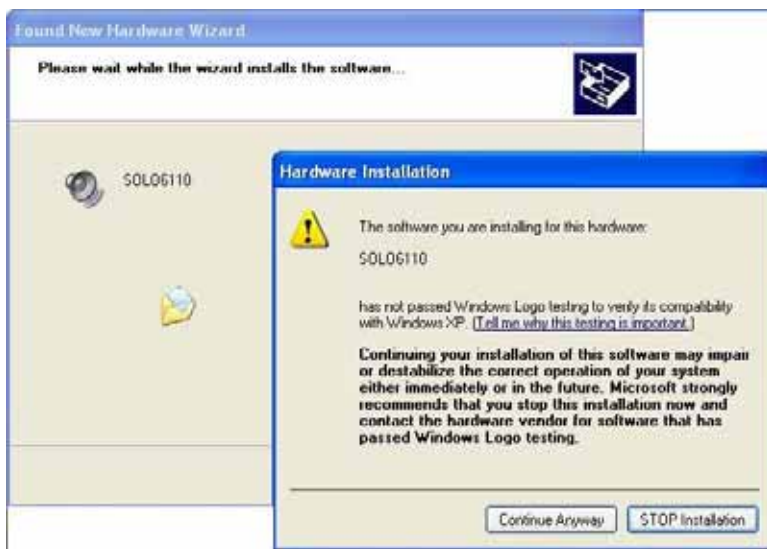 Found New Hardware Wizard
Please wait while the wizard installs the software...
SOLO6110
Hardware Installation
The software you are installing for this hardware:
SOLO6110
has not passed Windows Logo testing to verify its compatibility
with Windows XP. (Tell me why this testing is important.)
Continuing your installation of this software may impair
or destabilize the correct operation of your system
either immediately or in the future. Microsoft strongly
recommends that you stop this installation now and
contact the hardware vendor for software that has
passed Windows Logo testing.
Continue Anyway
STOP Installation